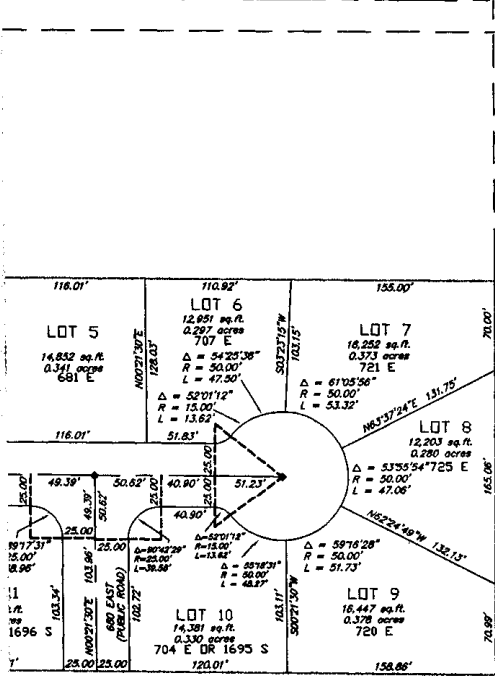 116.01'
110.92'
155.00'
LOT 5
14,852 sq.ft.
0.341 acres
681 E
N00°21'30"E
128.03'
LOT 6
12,951 sq.ft.
0.297 acres
707 E
Δ = 54°25'36"
R = 50.00'
L = 47.50'
Δ = 52°01'12"
R = 15.00'
L = 13.62'
S03°23'15"W
103.15'
LOT 7
16,252 sq.ft.
0.373 acres
721 E
Δ = 61°05'56"
R = 50.00'
L = 53.32'
70.00'
N63°37'24"E 131.75'
LOT 8
12,203 sq.ft.
0.280 acres
725 E
Δ = 53°55'54"
R = 50.00'
L = 47.06'
165.06'
116.01'
51.83'
25.00'
49.39'
50.62'
40.90'
51.23'
25.00'
25.00'
25.00'
49.39'
50.62'
40.90'
25.00
25.00
N62°24'49"W 132.13'
Δ=90°42'29"
R=25.00'
L=39.58'
Δ=52°01'12"
R=15.00'
L=13.62'
Δ = 55°18'31"
R = 50.00'
L = 48.27'
Δ = 59°16'28"
R = 50.00'
L = 51.73'
103.34'
103.96'
N00°21'30"E
680 EAST
(PUBLIC ROAD)
102.72'
LOT 10
14,381 sq.ft.
0.330 acres
704 E OR 1695 S
103.11'
S00°21'30"W
LOT 9
16,447 sq.ft.
0.378 acres
720 E
70.99'
1696 S
25.00
25.00
120.01'
158.86'